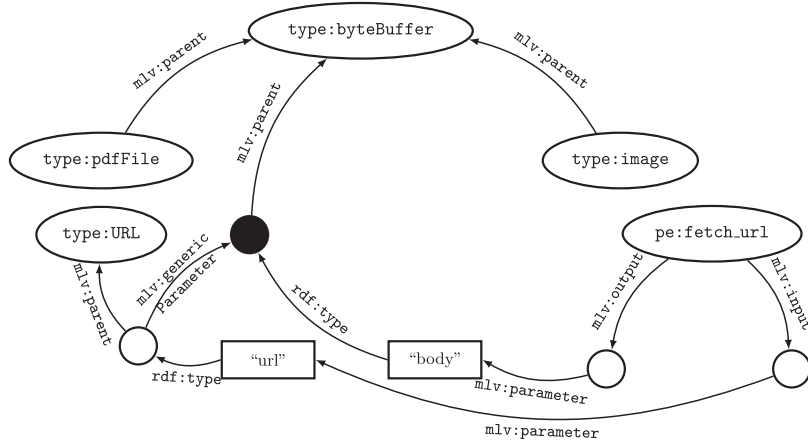 type:byteBuffer
mlv:parent
mlv:parent
mlv:parent
type:pdfFile
type:image
type:URL
pe:fetch_url
mlv:generic
Parameter
mlv:parent
rdf:type
mlv:output
mlv:input
“url”
“body”
rdf:type
mlv:parameter
mlv:parameter